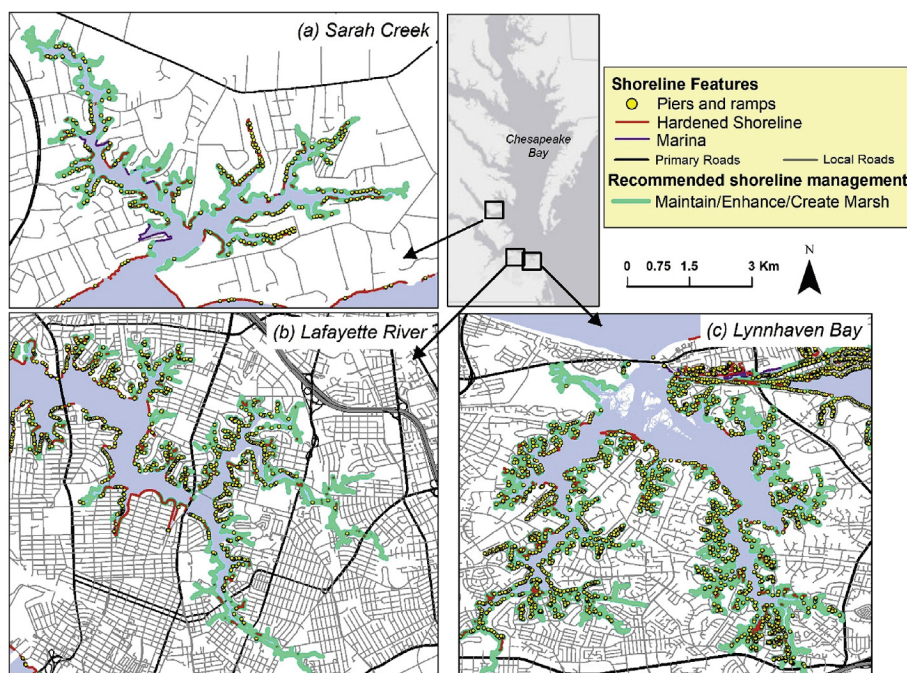 (a) Sarah Creek
Chesapeake
Bay
Shoreline Features
Piers and ramps
Hardened Shoreline
Marina
Primary Roads
Local Roads
Recommended shoreline management
Maintain/Enhance/Create Marsh
N
0 0.75 1.5 3 Km
(b) Lafayette River
(c) Lynnhaven Bay